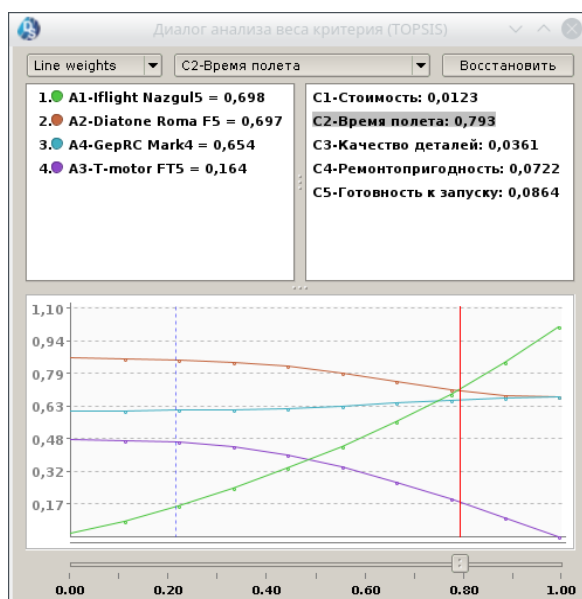 Диалог анализа веса критерия (TOPSIS)
Line weights
C2-Время полета
Восстановить
1. A1-Iflight Nazgul5 = 0,698
2. A2-Diatone Roma F5 = 0,697
3. A4-GepRC Mark4 = 0,654
4. A3-T-motor FT5 = 0,164
C1-Стоимость: 0,0123
C2-Время полета: 0,793
C3-Качество деталей: 0,0361
C4-Ремонтопригодность: 0,0722
C5-Готовность к запуску: 0,0864
1,10
0,94
0,79
0,63
0,48
0,32
0,17
0.00 0.20 0.40 0.60 0.80 1.00